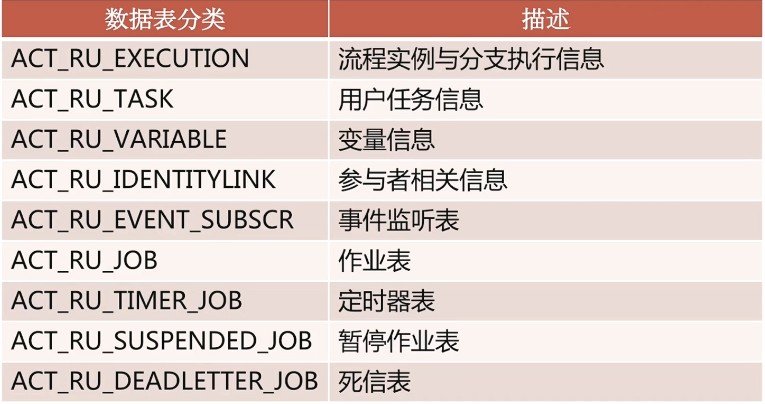 数据表分类 描述
ACT_RU_EXECUTION 流程实例与分支执行信息
ACT_RU_TASK 用户任务信息
ACT_RU_VARIABLE 变量信息
ACT_RU_IDENTITYLINK 参与者相关信息
ACT_RU_EVENT_SUBSCR 事件监听表
ACT_RU_JOB 作业表
ACT_RU_TIMER_JOB 定时器表
ACT_RU_SUSPENDED_JOB 暂停作业表
ACT_RU_DEADLETTER_JOB 死信表